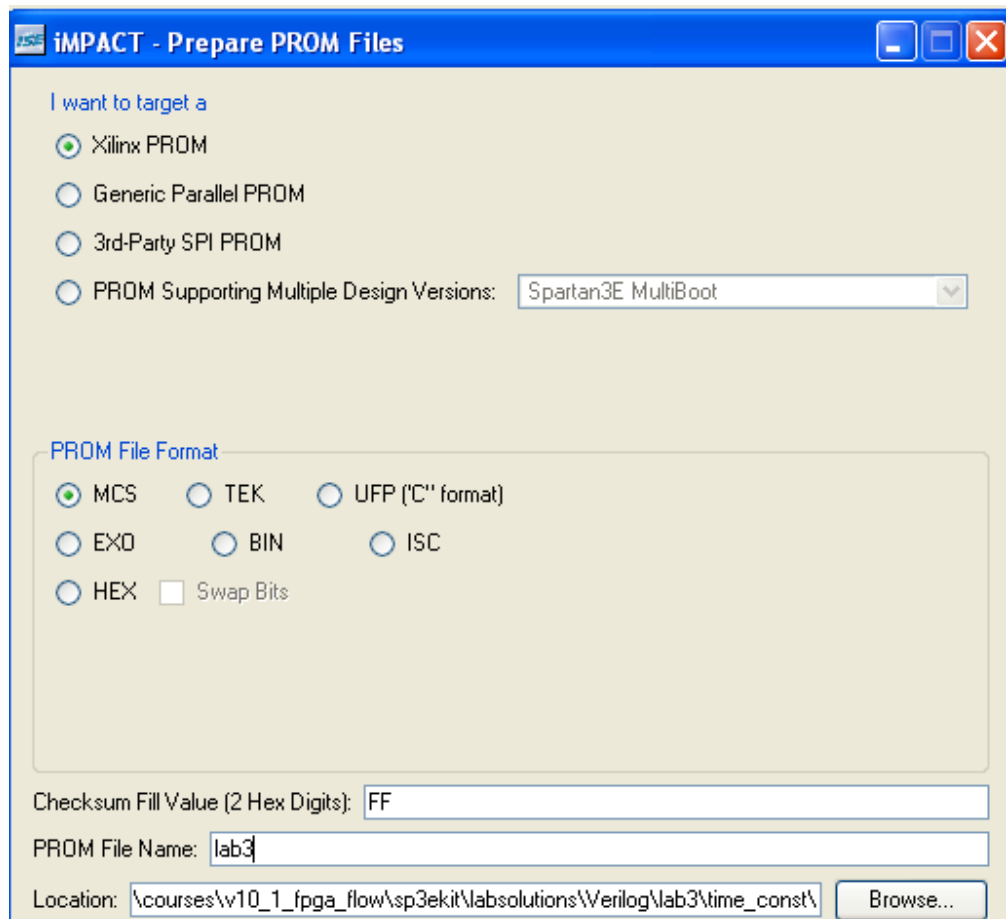 ISE iMPACT - Prepare PROM Files
I want to target a
Xilinx PROM
Generic Parallel PROM
3rd-Party SPI PROM
PROM Supporting Multiple Design Versions: Spartan3E MultiBoot
PROM File Format
MCS TEK UFP ('C" format)
EXO BIN ISC
HEX Swap Bits
Checksum Fill Value (2 Hex Digits): FF
PROM File Name: lab3
Location: \courses\v10_1_fpga_flow\sp3ekit\labsolutions\Verilog\lab3\time_const\ Browse...